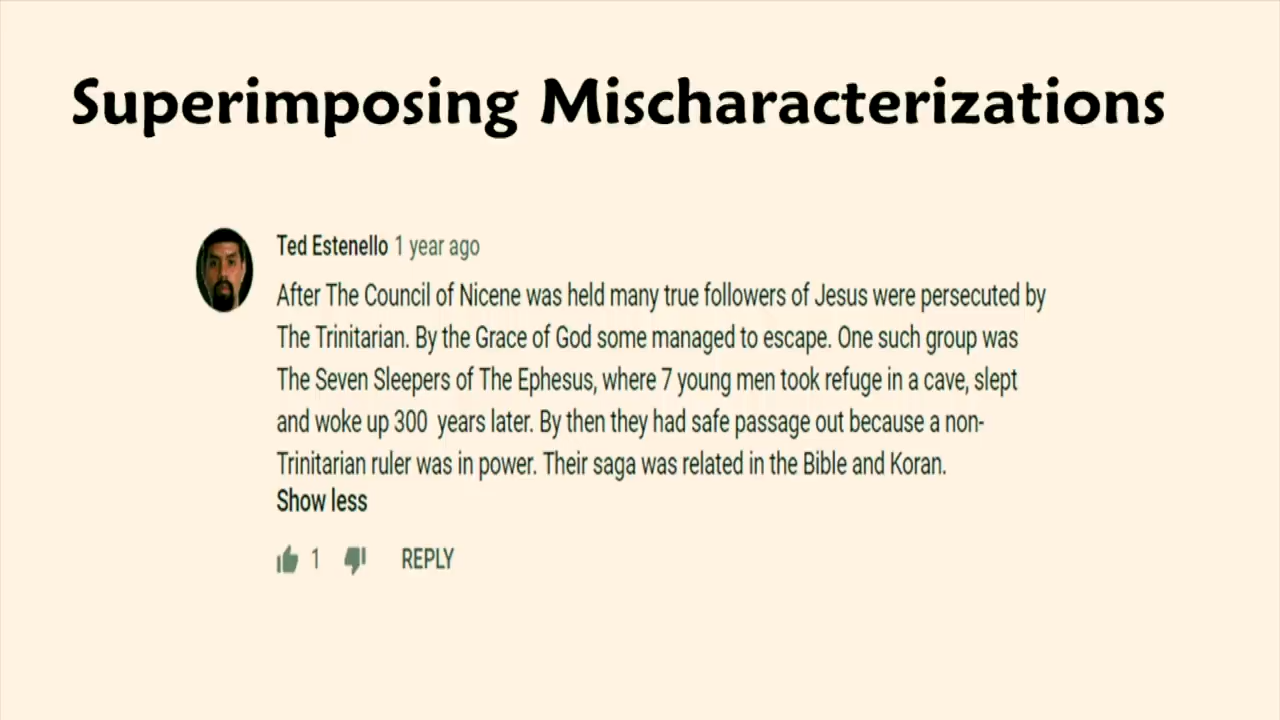 Superimposing Mischaracterizations
Ted Estenello 1 year ago
After The Council of Nicene was held many true followers of Jesus were persecuted by
The Trinitarian. By the Grace of God some managed to escape. One such group was
The Seven Sleepers of The Ephesus, where 7 young men took refuge in a cave, slept
and woke up 300 years later. By then they had safe passage out because a non-
Trinitarian ruler was in power. Their saga was related in the Bible and Koran.
Show less
1 REPLY